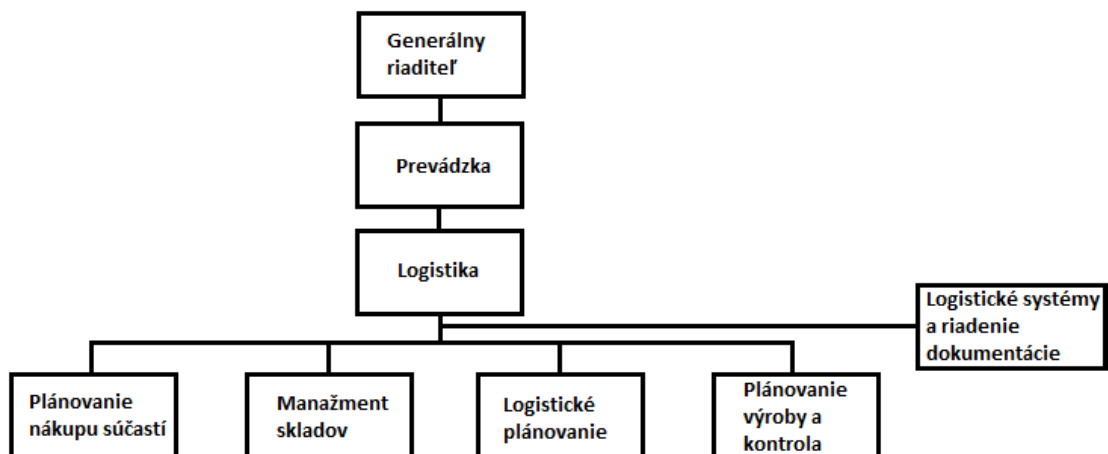 Generálny
riaditeľ
Prevádzka
Logistika
Logistické systémy
a riadenie
dokumentácie
Plánovanie
nákupu súčastí
Manažment
skladov
Logistické
plánovanie
Plánovanie
výroby a
kontrola